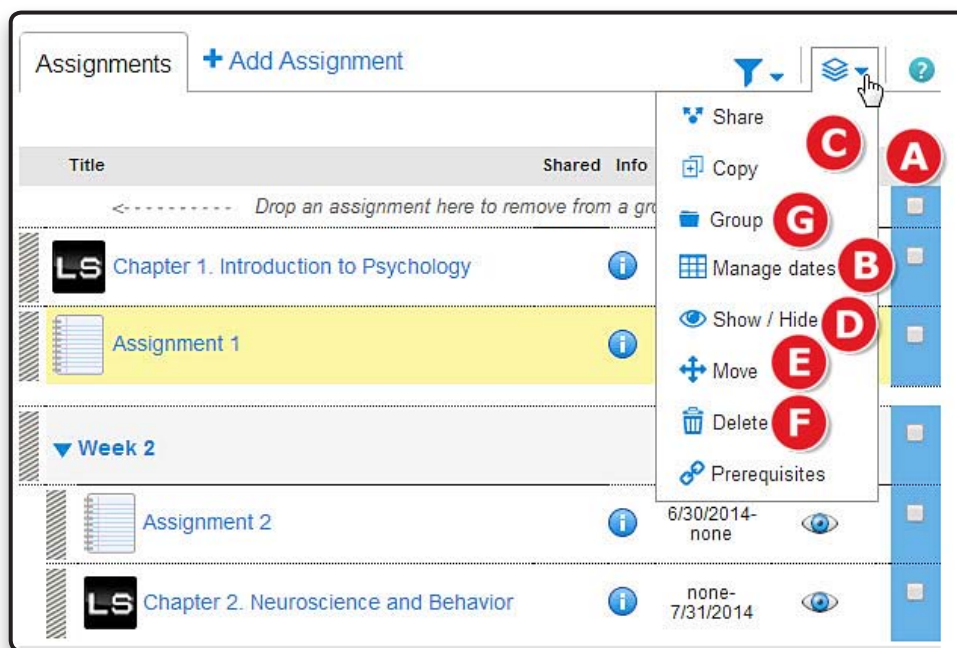 Assignments
+ Add Assignment
?
Share
C
A
Title Shared Info
Copy
<- - - - - - - - - - Drop an assignment here to remove from a
Group G
LS Chapter 1. Introduction to Psychology i
Manage dates B
Show / Hide D
Assignment 1 i
Move E
Delete F
Week 2
Prerequisites
Assignment 2 i 6/30/2014-
none
LS Chapter 2. Neuroscience and Behavior i none-
7/31/2014